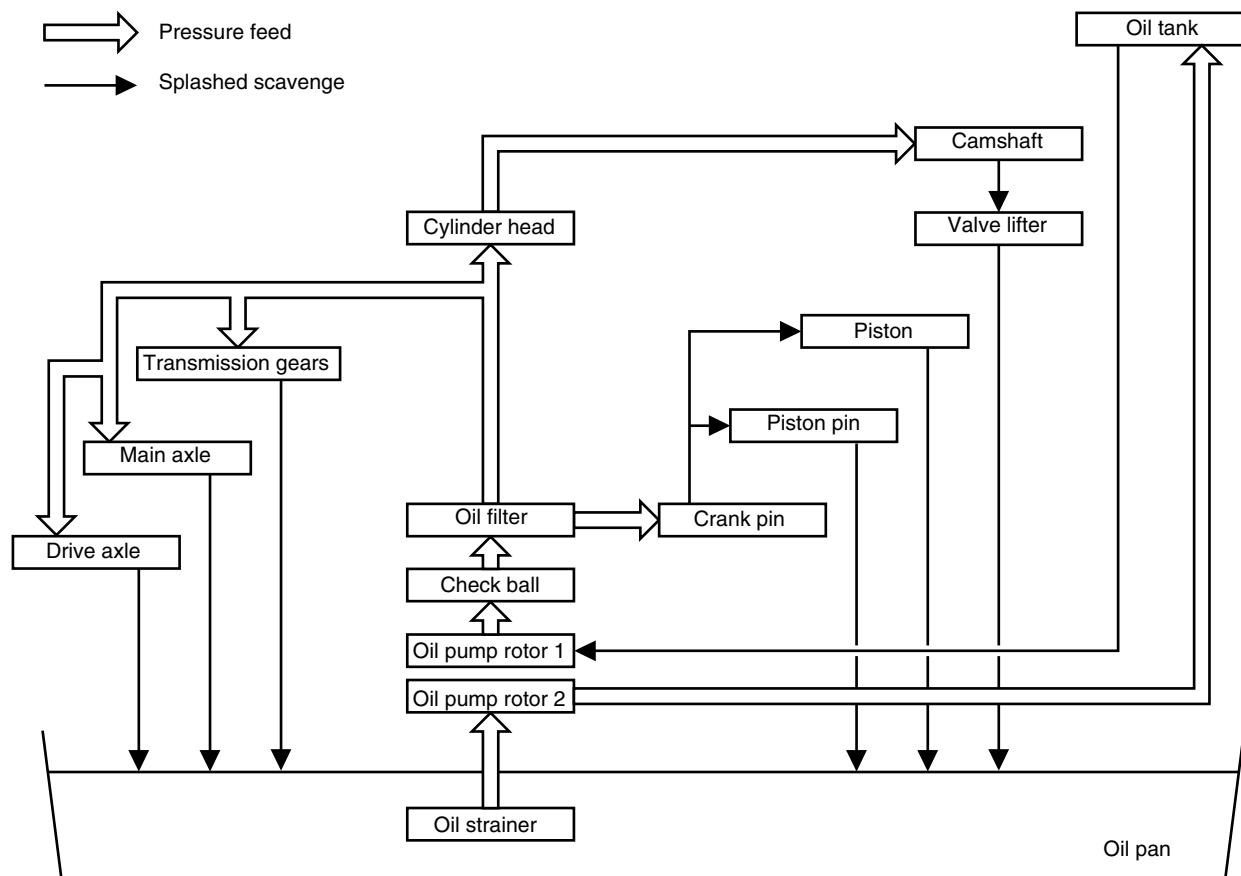 Pressure feed
Oil tank
Splashed scavenge
Camshaft
Cylinder head
Valve lifter
Piston
Transmission gears
Piston pin
Main axle
Oil filter
Crank pin
Drive axle
Check ball
Oil pump rotor 1
Oil pump rotor 2
Oil strainer
Oil pan